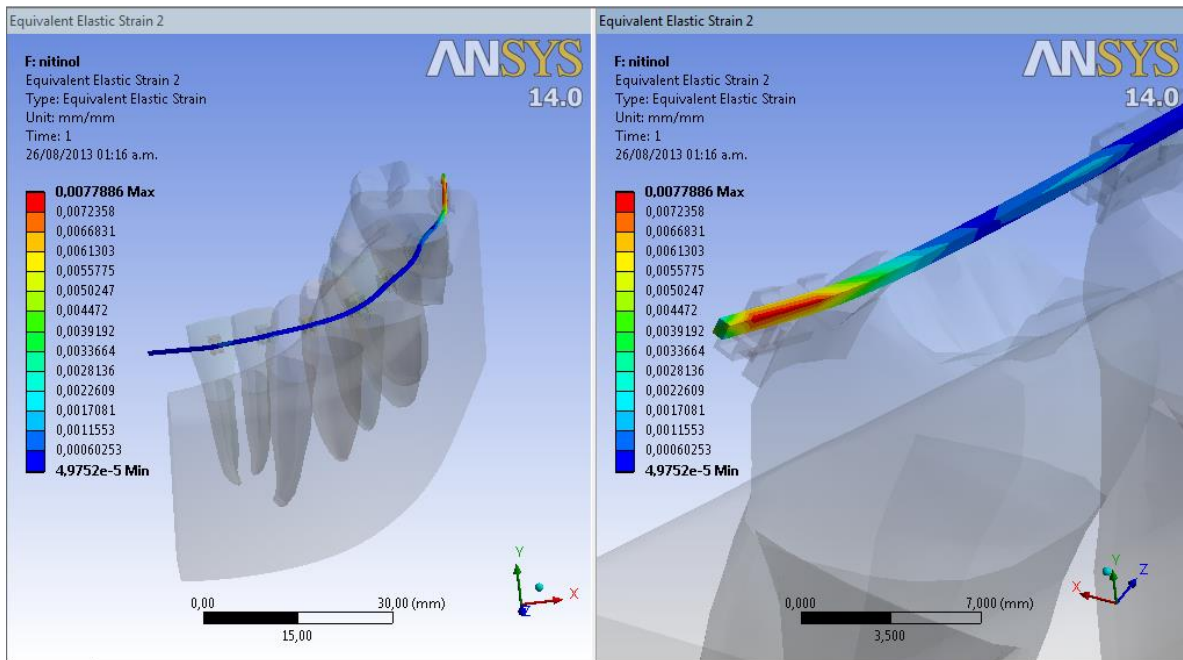 Equivalent Elastic Strain 2
F: nitinol
Equivalent Elastic Strain 2
Type: Equivalent Elastic Strain
Unit: mm/mm
Time: 1
26/08/2013 01:16 a.m.
ANSYS
14.0
0,0077886 Max
0,0072358
0,0066831
0,0061303
0,0055775
0,0050247
0,004472
0,0039192
0,0033664
0,0028136
0,0022609
0,0017081
0,0011553
0,00060253
4,9752e-5 Min
0,00
30,00 (mm)
15,00
Y
X
Z
Equivalent Elastic Strain 2
F: nitinol
Equivalent Elastic Strain 2
Type: Equivalent Elastic Strain
Unit: mm/mm
Time: 1
26/08/2013 01:16 a.m.
ANSYS
14.0
0,0077886 Max
0,0072358
0,0066831
0,0061303
0,0055775
0,0050247
0,004472
0,0039192
0,0033664
0,0028136
0,0022609
0,0017081
0,0011553
0,00060253
4,9752e-5 Min
0,000
7,000 (mm)
3,500
Y
Z
X